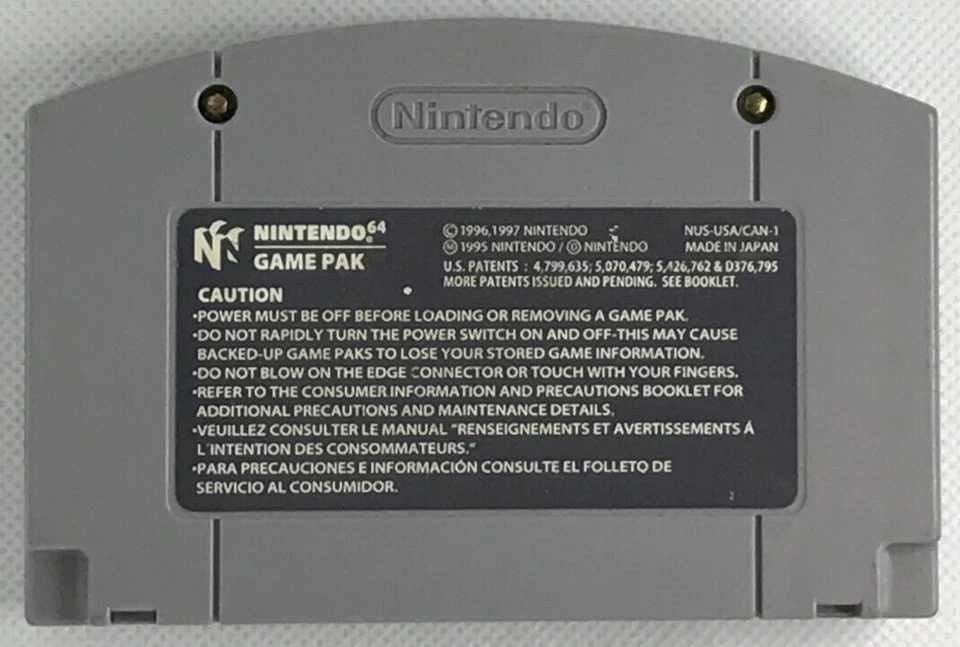 Nintendo
NINTENDO 64
GAME PAK
©1996,1997 NINTENDO
Ⓜ1995 NINTENDO / Ⓓ NINTENDO
NUS-USA/CAN-1
MADE IN JAPAN
U.S. PATENTS : 4,799,635; 5,070,479; 5,426,762 & D376,795
MORE PATENTS ISSUED AND PENDING. SEE BOOKLET.
CAUTION
•POWER MUST BE OFF BEFORE LOADING OR REMOVING A GAME PAK.
•DO NOT RAPIDLY TURN THE POWER SWITCH ON AND OFF-THIS MAY CAUSE
BACKED-UP GAME PAKS TO LOSE YOUR STORED GAME INFORMATION.
•DO NOT BLOW ON THE EDGE CONNECTOR OR TOUCH WITH YOUR FINGERS.
•REFER TO THE CONSUMER INFORMATION AND PRECAUTIONS BOOKLET FOR
ADDITIONAL PRECAUTIONS AND MAINTENANCE DETAILS.
•VEUILLEZ CONSULTER LE MANUAL "RENSEIGNEMENTS ET AVERTISSEMENTS Á
L'INTENTION DES CONSOMMATEURS."
•PARA PRECAUCIONES E INFORMACIÓN CONSULTE EL FOLLETO DE
SERVICIO AL CONSUMIDOR.
2